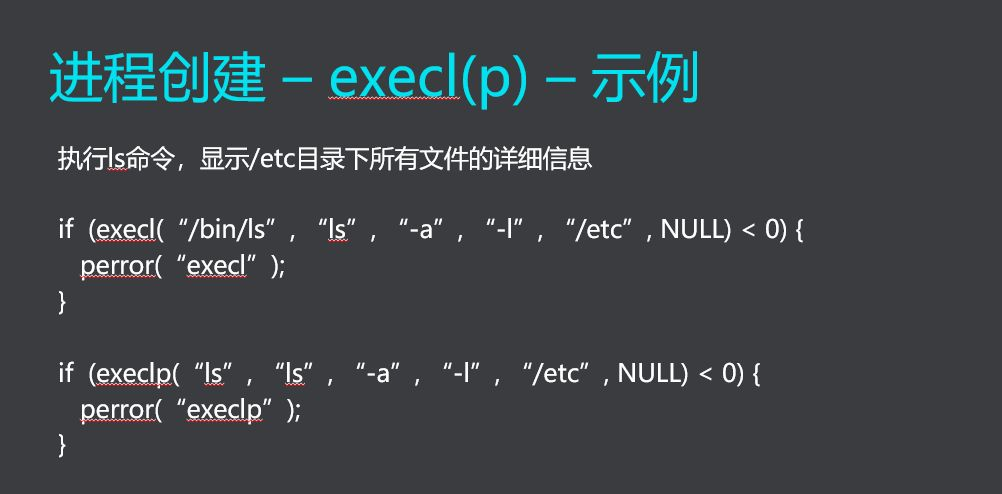 进程创建 – execl(p) – 示例
执行ls命令，显示/etc目录下所有文件的详细信息
if (execl(“/bin/ls”, “ls”, “-a”, “-l”, “/etc”, NULL) < 0) {
perror(“execl”);
}
if (execlp(“ls”, “ls”, “-a”, “-l”, “/etc”, NULL) < 0) {
perror(“execlp”);
}